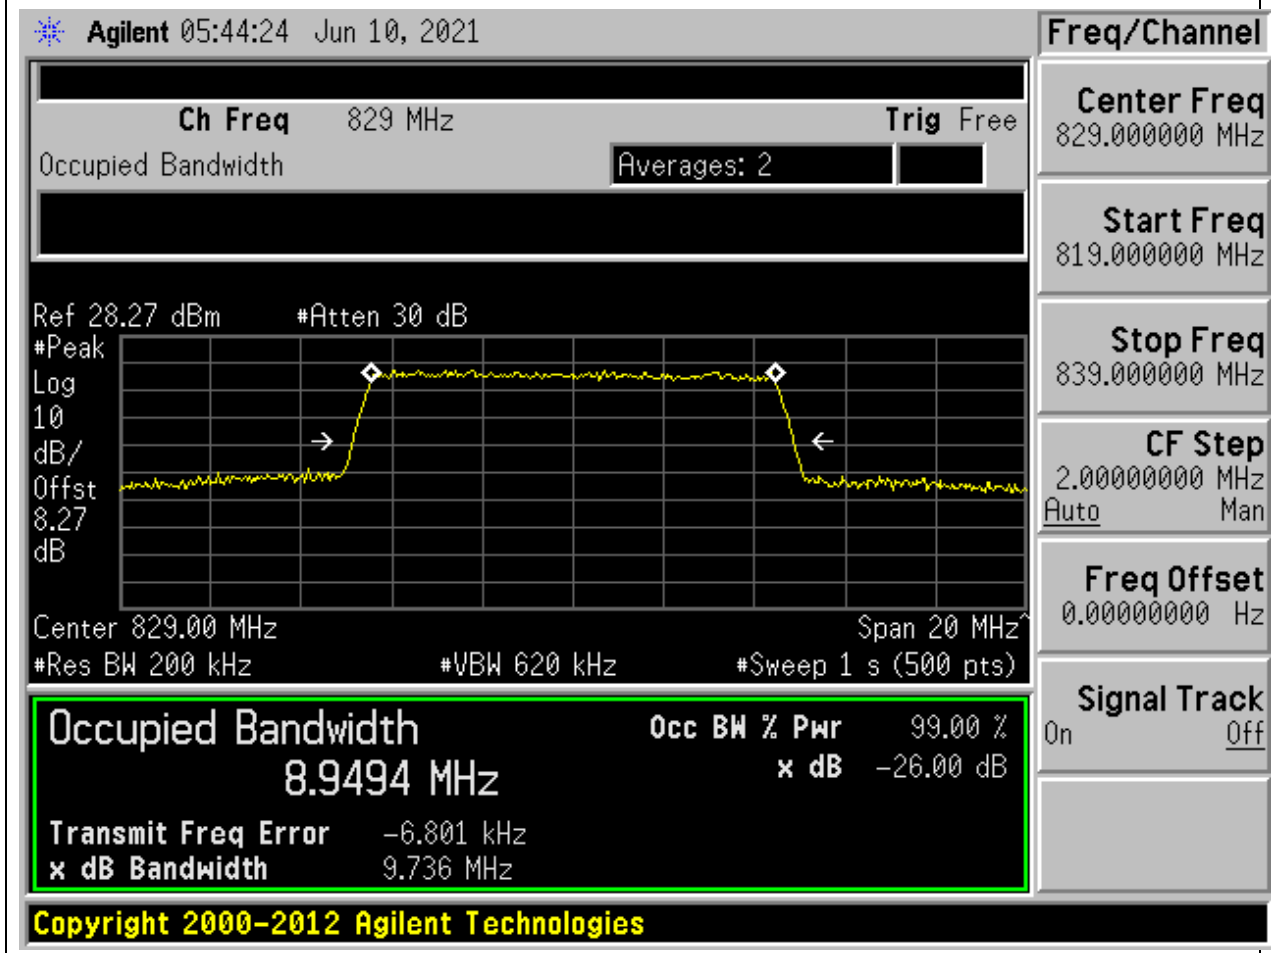 Agilent 05:44:24 Jun 10, 2021
Freq/Channel
Ch Freq 829 MHz Trig Free
Occupied Bandwidth Averages: 2
Center Freq
829.000000 MHz
Start Freq
819.000000 MHz
Stop Freq
839.000000 MHz
CF Step
2.00000000 MHz
Auto Man
Freq Offset
0.00000000 Hz
Signal Track
On Off
Ref 28.27 dBm #Atten 30 dB
#Peak
Log
10
dB/
Offst
8.27
dB
Center 829.00 MHz Span 20 MHz^
#Res BW 200 kHz #VBW 620 kHz #Sweep 1 s (500 pts)
Occupied Bandwidth Occ BW % Pwr 99.00 %
8.9494 MHz x dB -26.00 dB
Transmit Freq Error -6.801 kHz
x dB Bandwidth 9.736 MHz
Copyright 2000-2012 Agilent Technologies